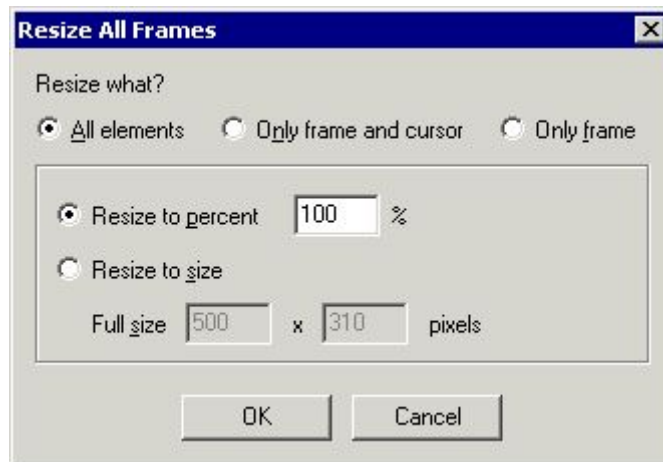 Resize All Frames
Resize what?
All elements Only frame and cursor Only frame
Resize to percent 100 %
Resize to size
Full size 500 x 310 pixels
OK Cancel